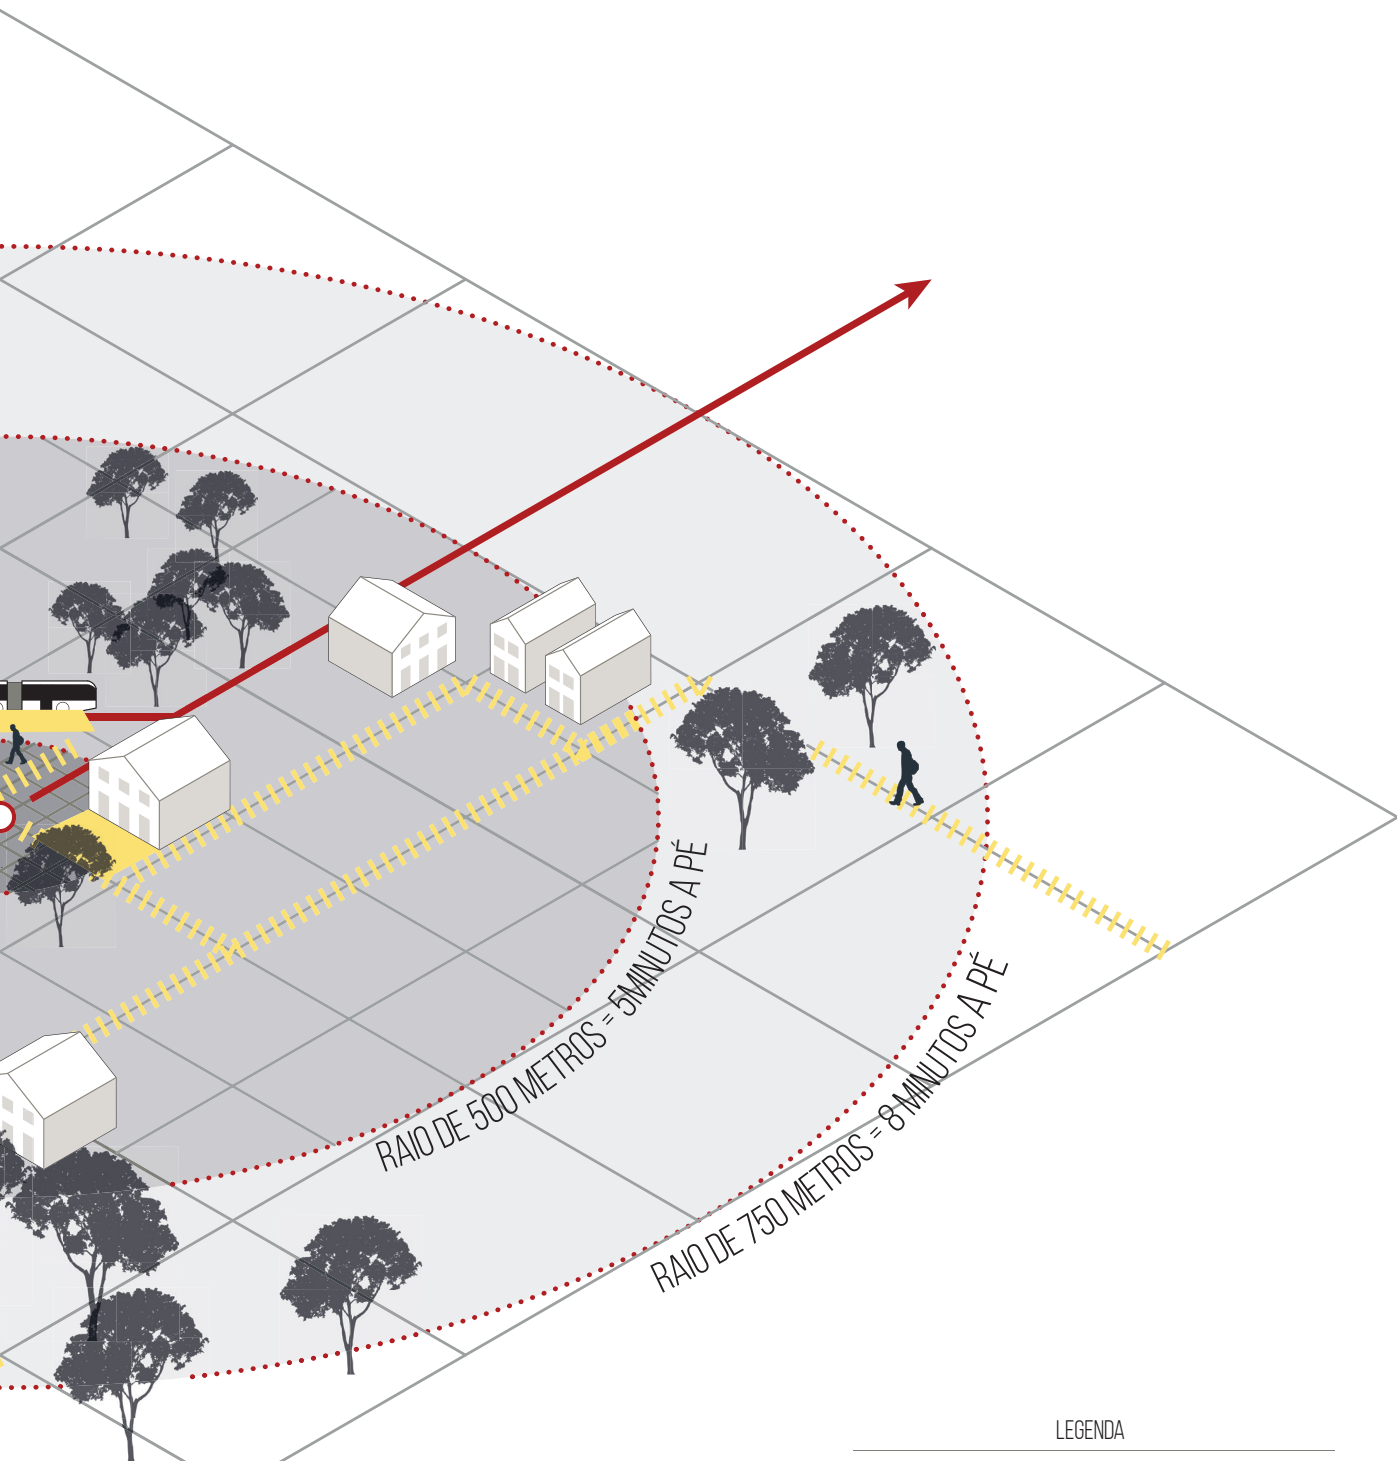 RAIO DE 500 METROS = 5MINUTOS A PÉ
RAIO DE 750 METROS = 8 MINUTOS A PÉ
LEGENDA